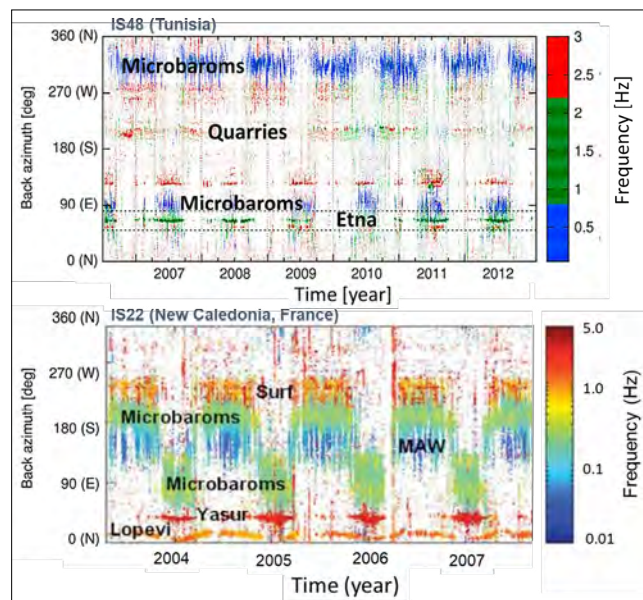 IS48 (Tunisia)
360 (N)
270 (W)
180 (S)
90 (E)
0 (N)
Back azimuth [deg]
Microbaroms
Quarries
Microbaroms
Etna
2007 2008 2009 2010 2011 2012
Time [year]
3
2.5
2
1.5
1
0.5
Frequency [Hz]
IS22 (New Caledonia, France)
360 (N)
270 (W)
180 (S)
90 (E)
0 (N)
Back azimuth [deg]
Surf
Microbaroms
MAW
Microbaroms
Yasur
Lopevi
2004 2005 2006 2007
Time (year)
5.0
1.0
0.1
0.01
Frequency (Hz)